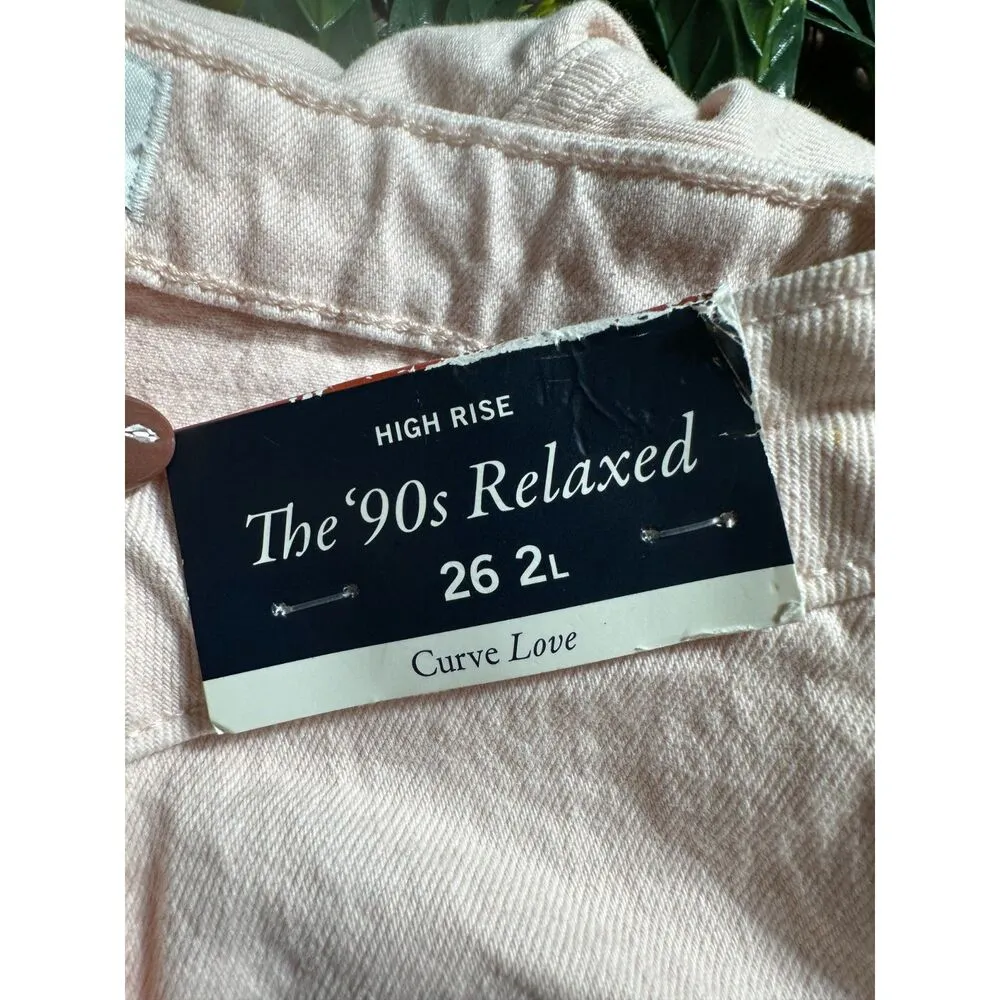 HIGH RISE
The ‘90s Relaxed
26 2L
Curve Love